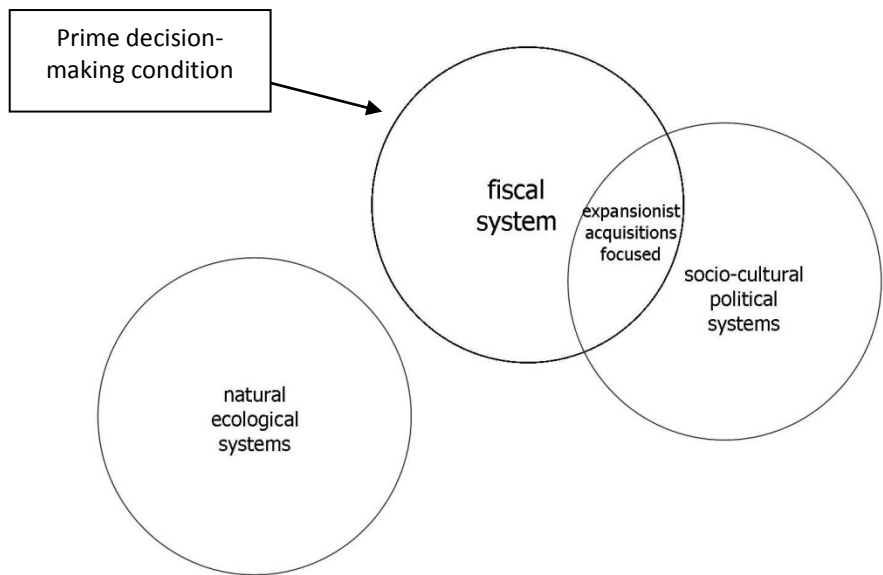 Prime decision-
making condition
fiscal
system
expansionist
acquisitions
focused
socio-cultural
political
systems
natural
ecological
systems